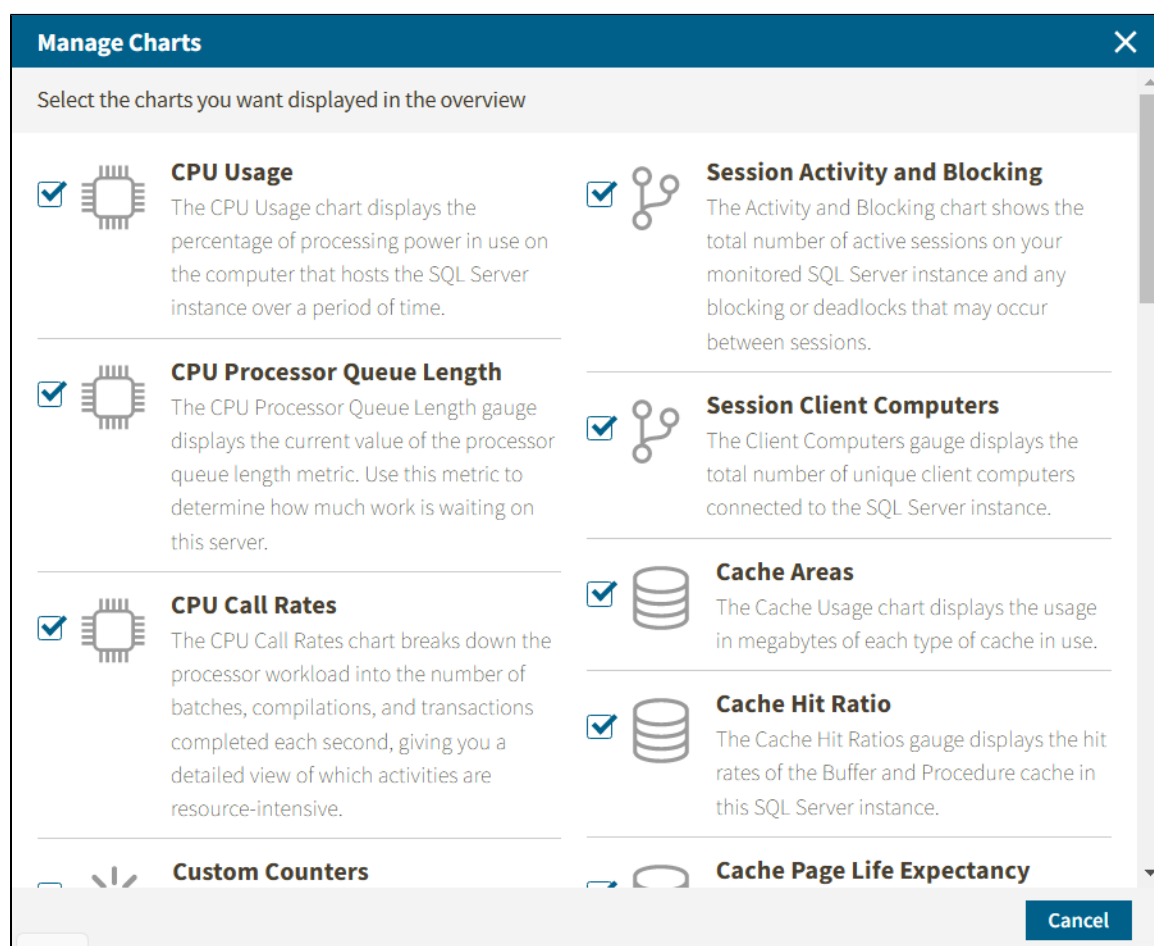 Manage Charts
Select the charts you want displayed in the overview
CPU Usage
The CPU Usage chart displays the
percentage of processing power in use on
the computer that hosts the SQL Server
instance over a period of time.
CPU Processor Queue Length
The CPU Processor Queue Length gauge
displays the current value of the processor
queue length metric. Use this metric to
determine how much work is waiting on
this server.
CPU Call Rates
The CPU Call Rates chart breaks down the
processor workload into the number of
batches, compilations, and transactions
completed each second, giving you a
detailed view of which activities are
resource-intensive.
Custom Counters
Session Activity and Blocking
The Activity and Blocking chart shows the
total number of active sessions on your
monitored SQL Server instance and any
blocking or deadlocks that may occur
between sessions.
Session Client Computers
The Client Computers gauge displays the
total number of unique client computers
connected to the SQL Server instance.
Cache Areas
The Cache Usage chart displays the usage
in megabytes of each type of cache in use.
Cache Hit Ratio
The Cache Hit Ratios gauge displays the hit
rates of the Buffer and Procedure cache in
this SQL Server instance.
Cache Page Life Expectancy
Cancel